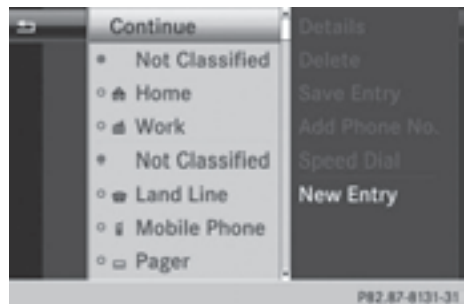 Continue
Not Classified
Home
Work
Not Classified
Land Line
Mobile Phone
Pager
Details
Delete
Save Entry
Add Phone No.
Speed Dial
New Entry
P82.87-8131-31